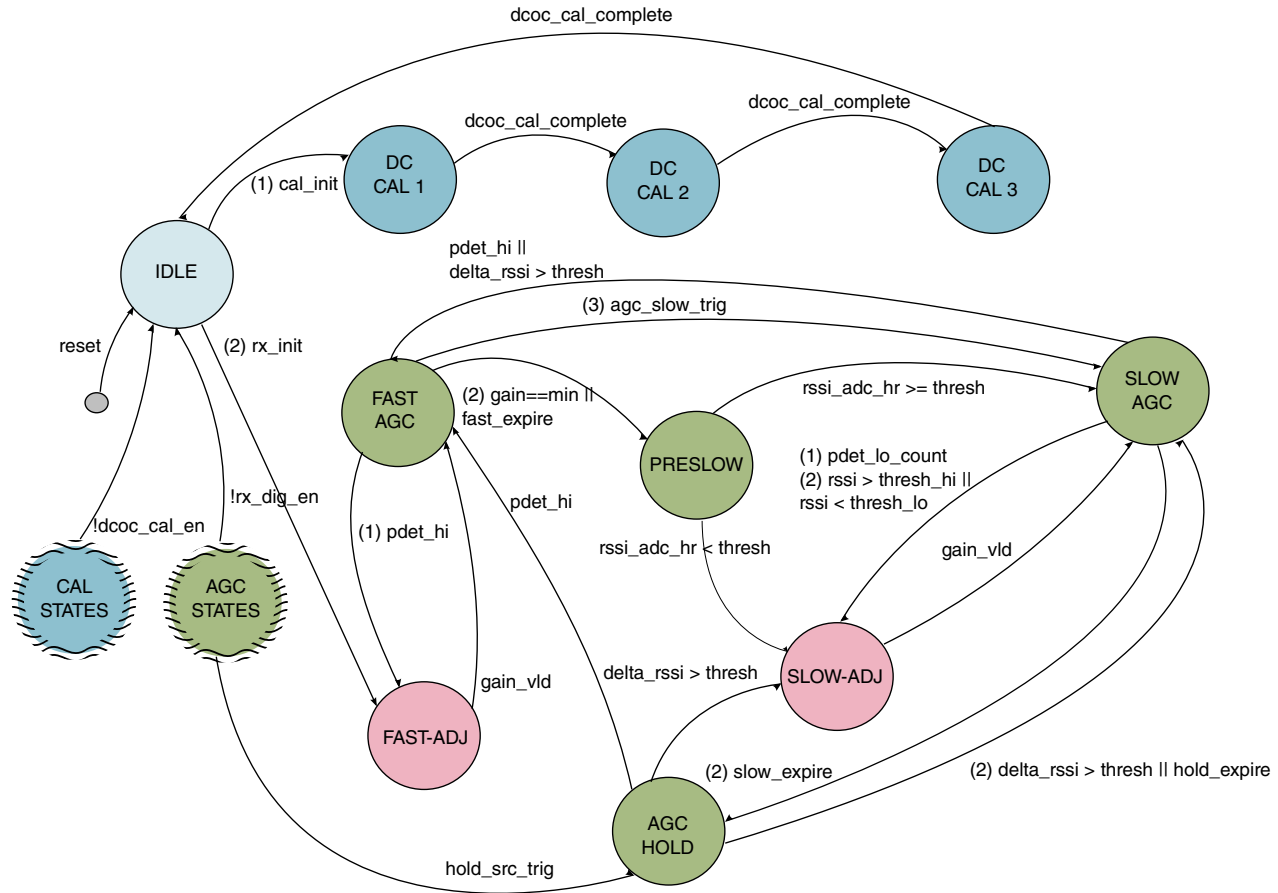 dcoc_cal_complete
dcoc_cal_complete
dcoc_cal_complete
DC
CAL 1
DC
CAL 2
DC
CAL 3
(1) cal_init
IDLE
pdet_hi ||
delta_rssi > thresh
(3) agc_slow_trig
reset
(2) rx_init
FAST
AGC
(2) gain==min ||
fast_expire
rssi_adc_hr >= thresh
SLOW
AGC
PRESLOW
(1) pdet_lo_count
(2) rssi > thresh_hi ||
rssi < thresh_lo
!rx_dig_en
pdet_hi
!dcoc_cal_en
(1) pdet_hi
rssi_adc_hr < thresh
gain_vld
CAL
STATES
AGC
STATES
gain_vld
delta_rssi > thresh
SLOW-ADJ
FAST-ADJ
(2) slow_expire
(2) delta_rssi > thresh || hold_expire
AGC
HOLD
hold_src_trig